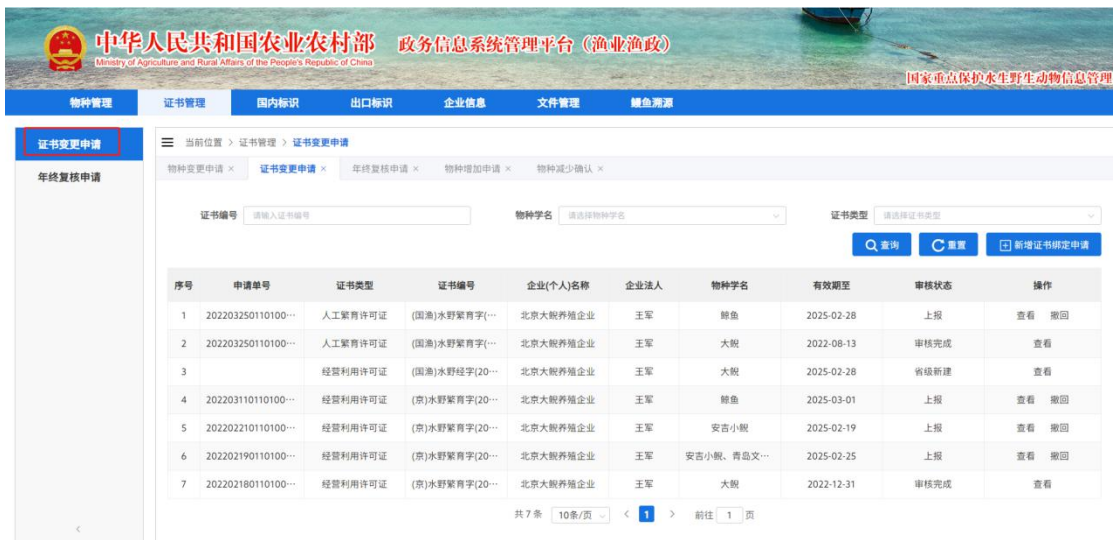 中华人民共和国农业农村部 政务信息系统管理平台（渔业渔政）
Ministry of Agriculture and Rural Affairs of the People's Republic of China
国家重点保护水生野生动物信息管理
物种管理 证书管理 国内标识 出口标识 企业信息 文件管理 鳗鱼溯源
证书变更申请
年终复核申请
当前位置 > 证书管理 > 证书变更申请
物种变更申请 × 证书变更申请 × 年终复核申请 × 物种增加申请 × 物种减少确认 ×
证书编号 请输入证书编号 物种学名 请选择物种学名 证书类型 请选择证书类型
查询 重置 新增证书绑定申请
序号 申请单号 证书类型 证书编号 企业(个人)名称 企业法人 物种学名 有效期至 审核状态 操作
1 202203250110100… 人工繁育许可证 (国渔)水野繁育字(… 北京大鲵养殖企业 王军 鲸鱼 2025-02-28 上报 查看 撤回
2 202203250110100… 人工繁育许可证 (国渔)水野繁育字(… 北京大鲵养殖企业 王军 大鲵 2022-08-13 审核完成 查看
3 经营利用许可证 (国渔)水野经字(20… 北京大鲵养殖企业 王军 大鲵 2025-02-28 省级新建 查看
4 202203110110100… 经营利用许可证 (京)水野繁育字(20… 北京大鲵养殖企业 王军 鲸鱼 2025-03-01 上报 查看 撤回
5 202202210110100… 经营利用许可证 (京)水野繁育字(20… 北京大鲵养殖企业 王军 安吉小鲵 2025-02-19 上报 查看 撤回
6 202202190110100… 经营利用许可证 (京)水野繁育字(20… 北京大鲵养殖企业 王军 安吉小鲵、青岛文… 2025-02-25 上报 查看 撤回
7 202202180110100… 经营利用许可证 (京)水野繁育字(20… 北京大鲵养殖企业 王军 大鲵 2022-12-31 审核完成 查看
共 7 条 10条/页 < 1 > 前往 1 页